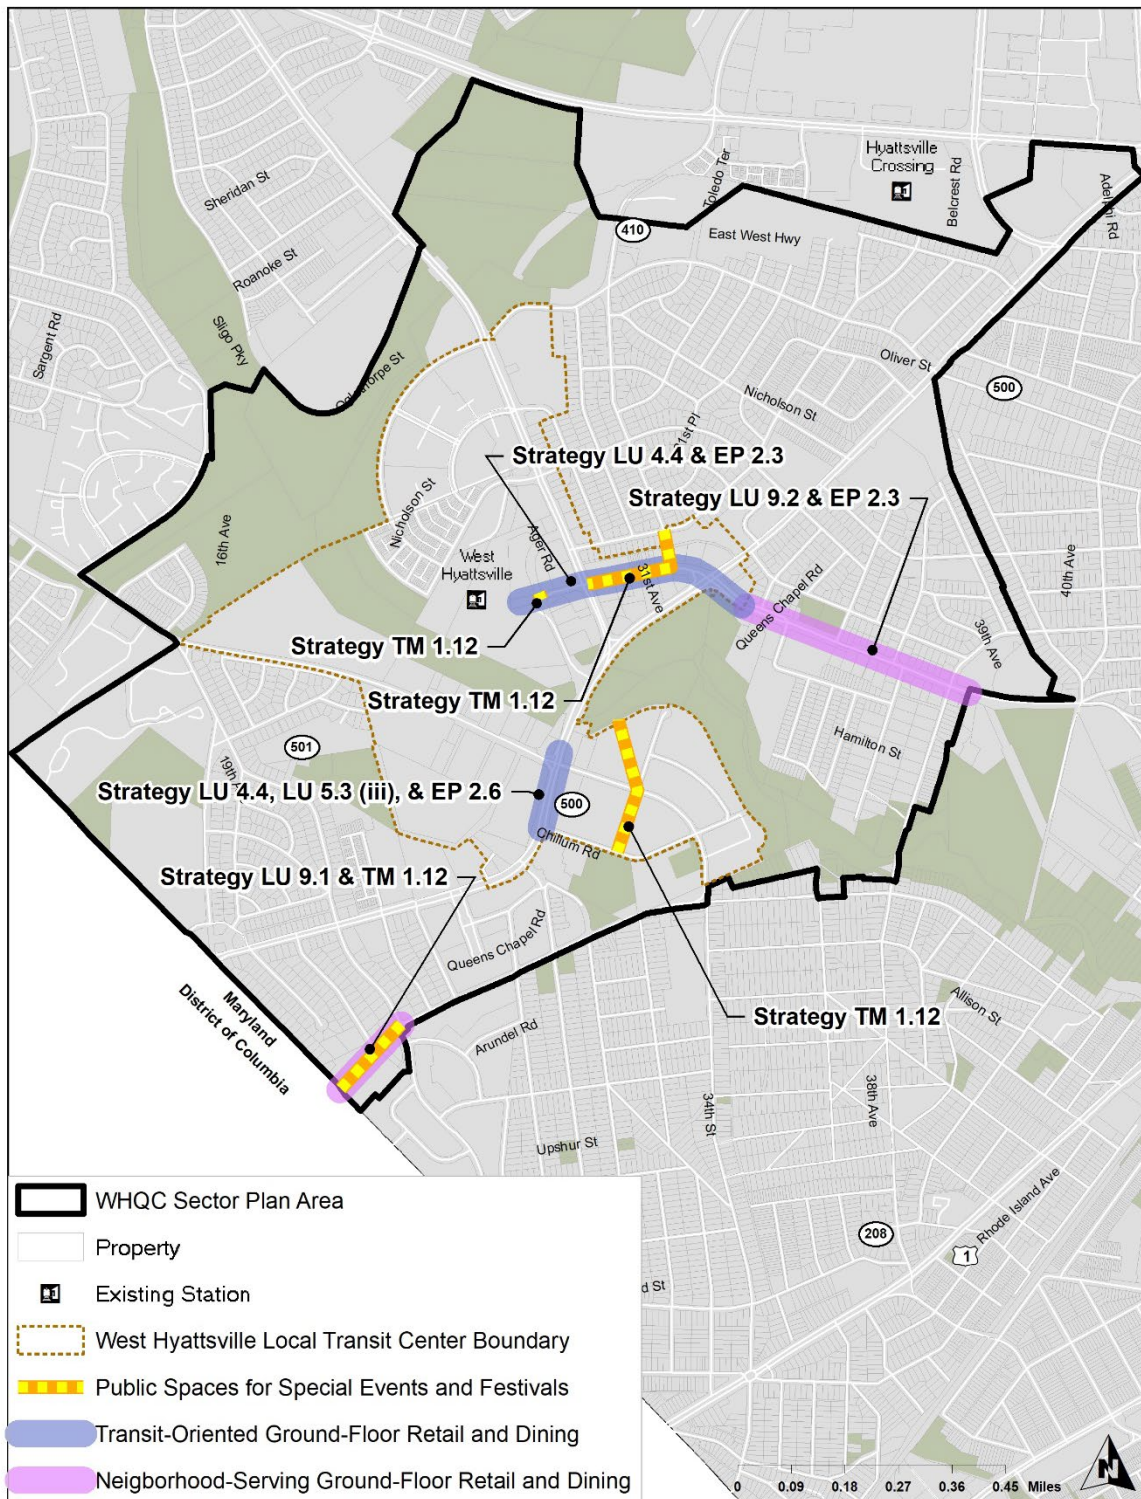 Hyattsville
Crossing
Toledo Ter
Belcrest Rd
Adelphi Rd
Sheridan St
410
East West Hwy
Roanoke St
Sligo Pky
Sargent Rd
Oglethorpe St
Oliver St
500
Nicholson St
31st Pl
Strategy LU 4.4 & EP 2.3
Strategy LU 9.2 & EP 2.3
Nicholson St
Ager Rd
16th Ave
West
Hyattsville
31st Ave
40th Ave
Queens Chapel Rd
39th Ave
Strategy TM 1.12
Strategy TM 1.12
Hamilton St
501
19th Ave
Strategy LU 4.4, LU 5.3 (iii), & EP 2.6
500
Chillum Rd
Strategy LU 9.1 & TM 1.12
Queens Chapel Rd
Maryland
District of Columbia
Allison St
Strategy TM 1.12
Arundel Rd
34th St
38th Ave
Upshur St
Rhode Island Ave
208
1
d St
WHQC Sector Plan Area
Property
Existing Station
West Hyattsville Local Transit Center Boundary
Public Spaces for Special Events and Festivals
Transit-Oriented Ground-Floor Retail and Dining
Neigborhood-Serving Ground-Floor Retail and Dining
N
0 0.09 0.18 0.27 0.36 0.45 Miles